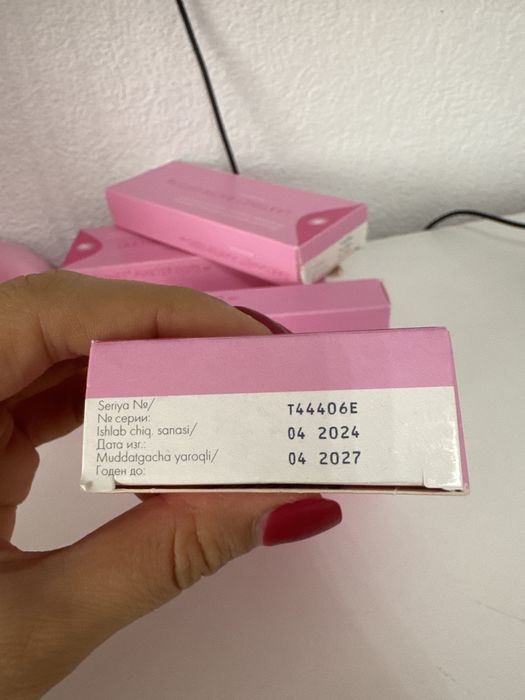 Seriya №/
№ серии:
T44406E
Ishlab chiq. sanasi/
Дата изг.:
04 2024
Muddatgacha yaroqli/
Годен до:
04 2027